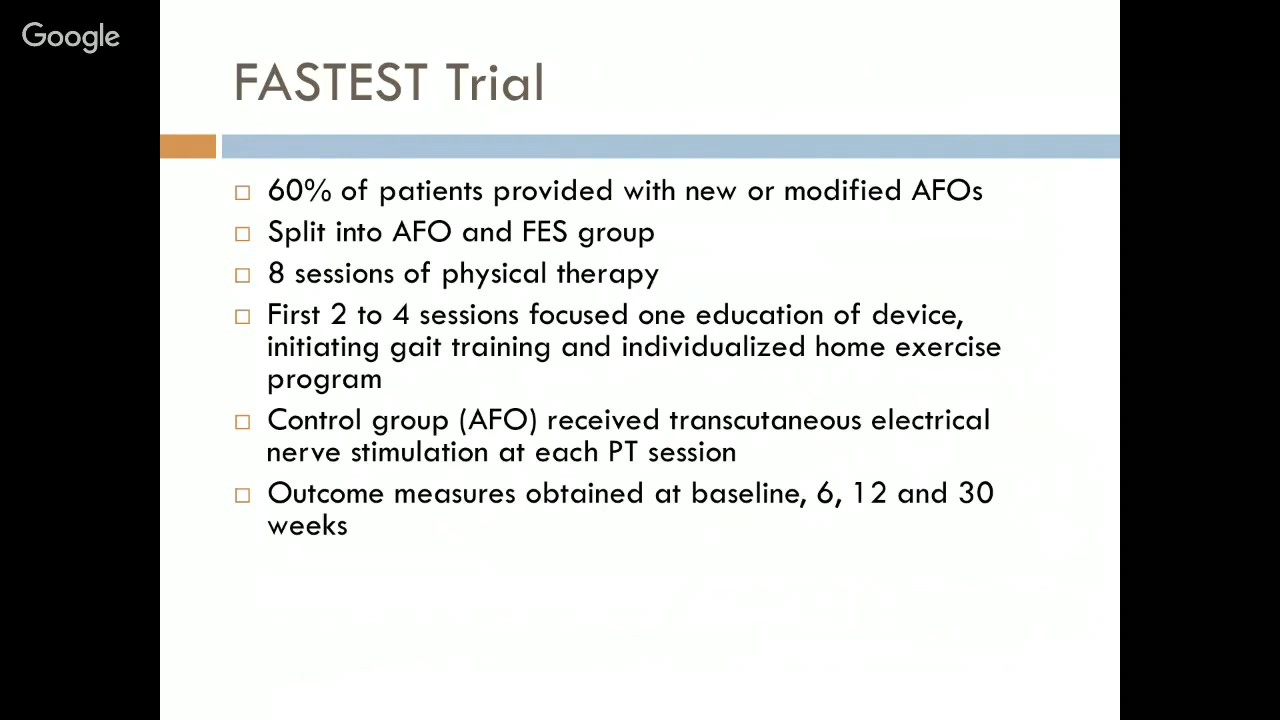 Google
FASTEST Trial
60% of patients provided with new or modified AFOs
Split into AFO and FES group
8 sessions of physical therapy
First 2 to 4 sessions focused one education of device,
initiating gait training and individualized home exercise
program
Control group (AFO) received transcutaneous electrical
nerve stimulation at each PT session
Outcome measures obtained at baseline, 6, 12 and 30
weeks